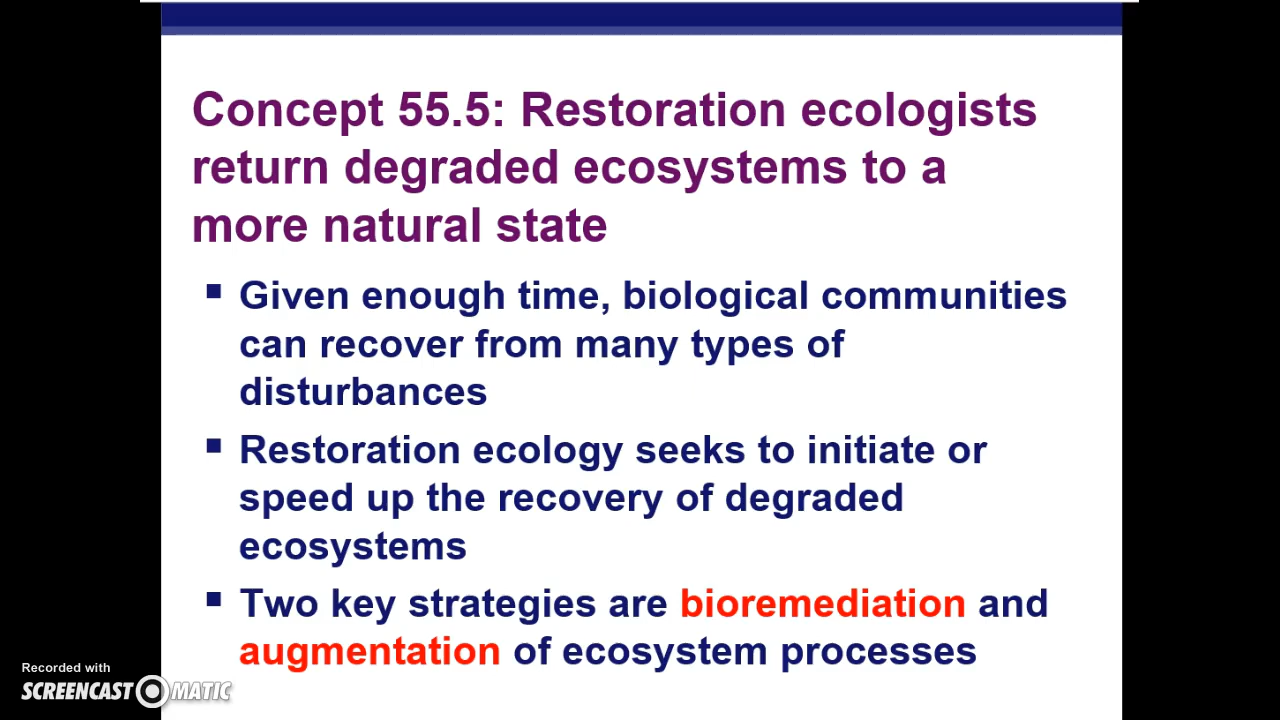 Concept 55.5: Restoration ecologists
return degraded ecosystems to a
more natural state
Given enough time, biological communities
can recover from many types of
disturbances
Restoration ecology seeks to initiate or
speed up the recovery of degraded
ecosystems
Two key strategies are bioremediation and
augmentation of ecosystem processes
Recorded with
SCREENCAST MATIC